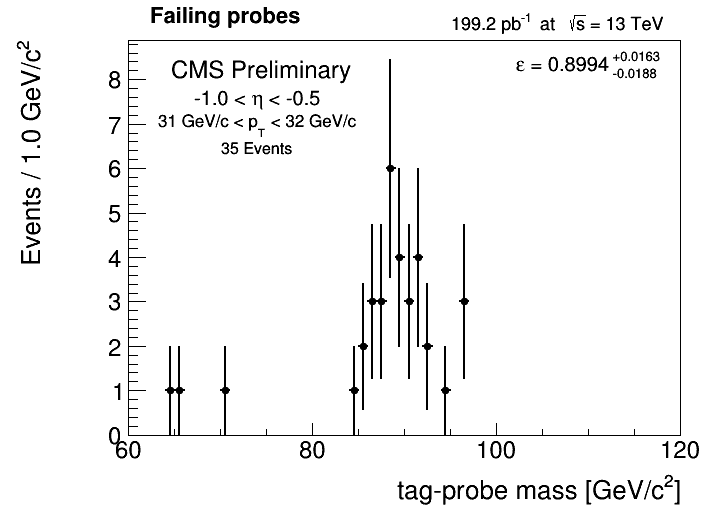 Failing probes
199.2 pb-1 at √s = 13 TeV
CMS Preliminary
-1.0 < η < -0.5
31 GeV/c < pT < 32 GeV/c
35 Events
ε = 0.8994 +0.0163 -0.0188
Events / 1.0 GeV/c2
8
7
6
5
4
3
2
1
0
60 80 100 120
tag-probe mass [GeV/c2]